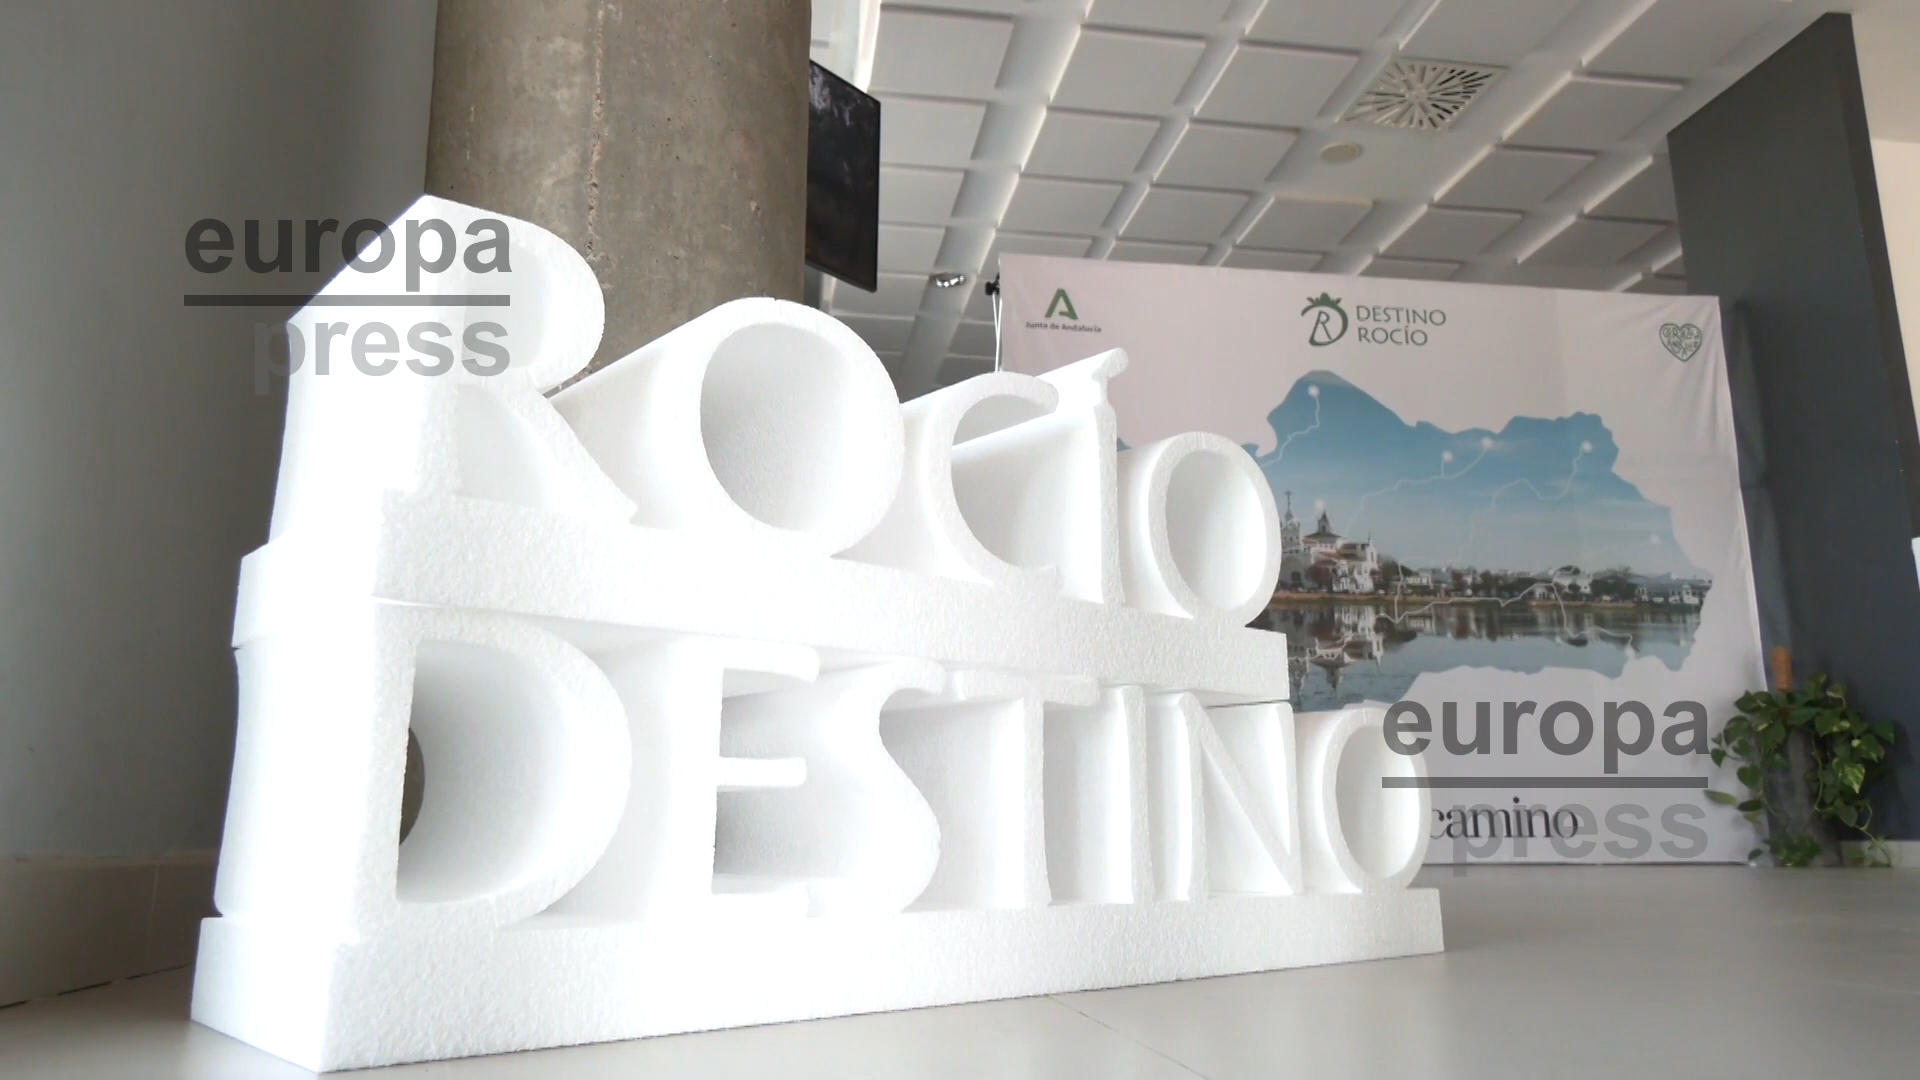 europa
press
ROCÍO
DESTINO
Junta de Andalucía
DESTINO
ROCÍO
camino
europa
press